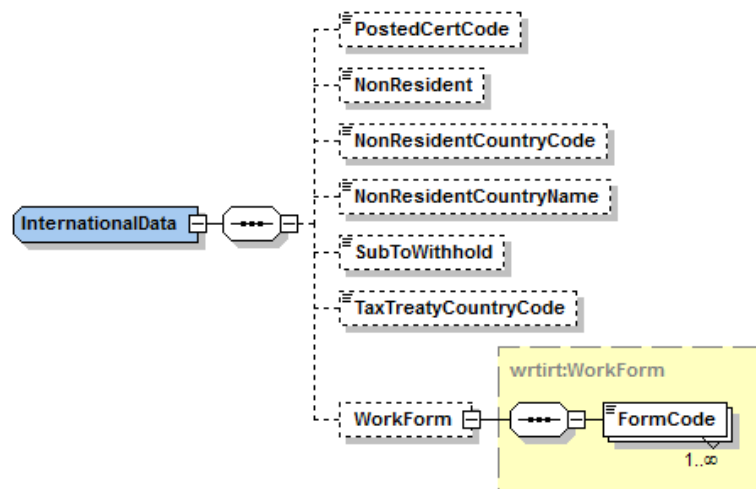 PostedCertCode
NonResident
NonResidentCountryCode
NonResidentCountryName
InternationalData
SubToWithhold
TaxTreatyCountryCode
wrtirt:WorkForm
WorkForm
FormCode
1..∞